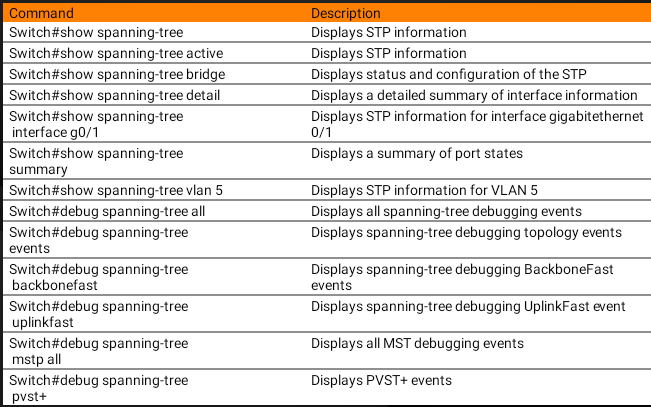 Command Description
Switch#show spanning-tree Displays STP information
Switch#show spanning-tree active Displays STP information
Switch#show spanning-tree bridge Displays status and configuration of the STP
Switch#show spanning-tree detail Displays a detailed summary of interface information
Switch#show spanning-tree Displays STP information for interface gigabitethernet
interface g0/1 0/1
Switch#show spanning-tree Displays a summary of port states
summary
Switch#show spanning-tree vlan 5 Displays STP information for VLAN 5
Switch#debug spanning-tree all Displays all spanning-tree debugging events
Switch#debug spanning-tree Displays spanning-tree debugging topology events
events
Switch#debug spanning-tree Displays spanning-tree debugging BackboneFast
backbonefast events
Switch#debug spanning-tree Displays spanning-tree debugging UplinkFast event
uplinkfast
Switch#debug spanning-tree Displays all MST debugging events
mstp all
Switch#debug spanning-tree Displays PVST+ events
pvst+